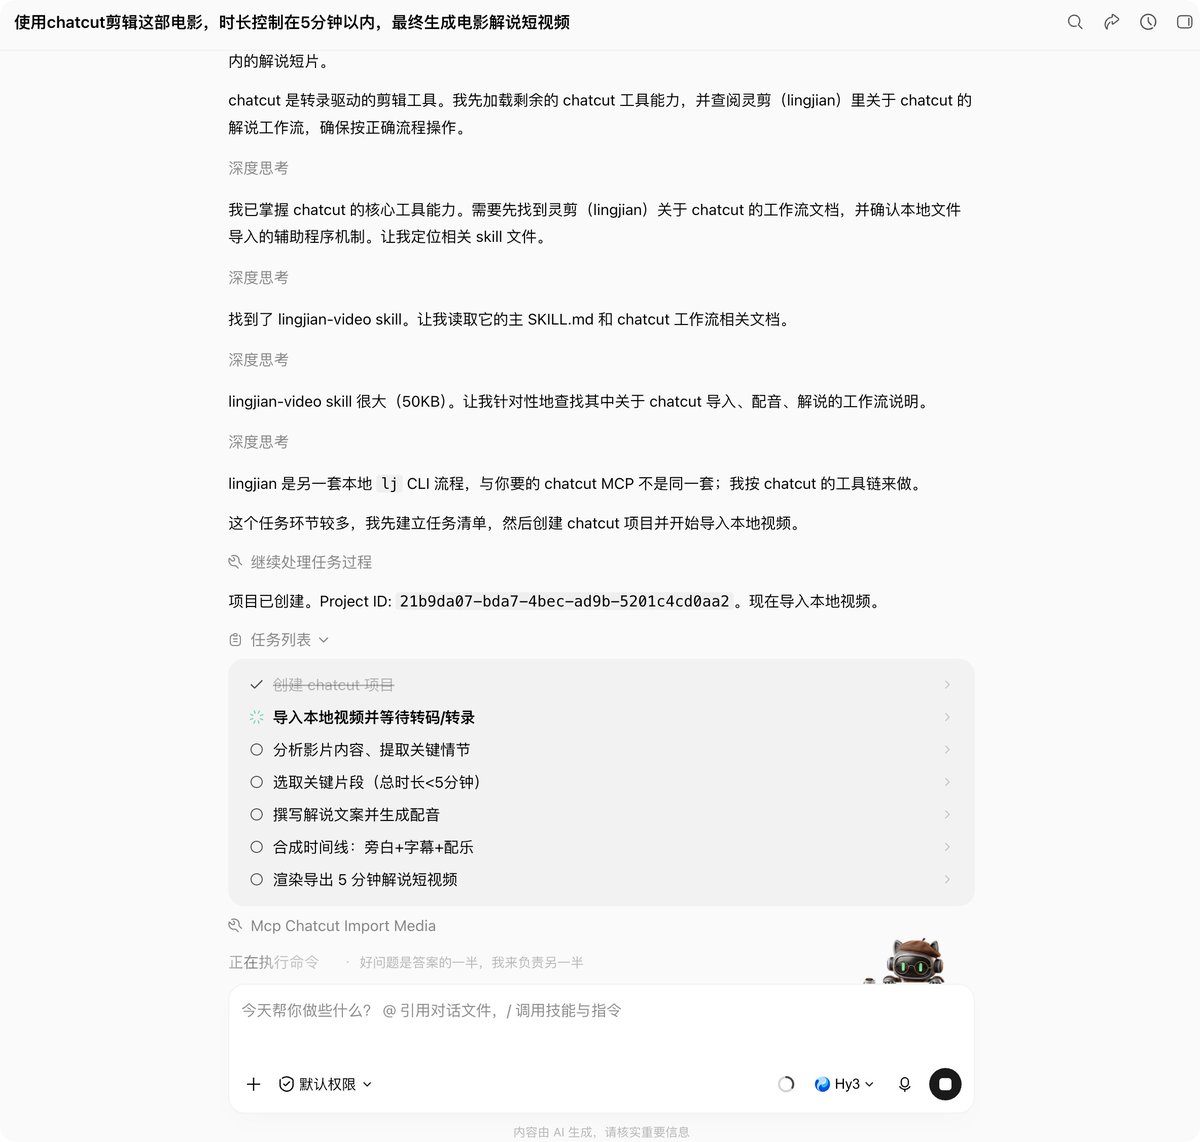 使用chatcut剪辑这部电影，时长控制在5分钟以内，最终生成电影解说短视频
内的解说短片。
chatcut 是转录驱动的剪辑工具。我先加载剩余的 chatcut 工具能力，并查阅灵剪（lingjian）里关于 chatcut 的
解说工作流，确保按正确流程操作。
深度思考
我已掌握 chatcut 的核心工具能力。需要先找到灵剪（lingjian）关于 chatcut 的工作流文档，并确认本地文件
导入的辅助程序机制。让我定位相关 skill 文件。
深度思考
找到了 lingjian-video skill。让我读取它的主 SKILL.md 和 chatcut 工作流相关文档。
深度思考
lingjian-video skill 很大（50KB）。让我针对性地查找其中关于 chatcut 导入、配音、解说的工作流说明。
深度思考
lingjian 是另一套本地 lj CLI 流程，与你要的 chatcut MCP 不是同一套；我按 chatcut 的工具链来做。
这个任务环节较多，我先建立任务清单，然后创建 chatcut 项目并开始导入本地视频。
继续处理任务过程
项目已创建。Project ID: 21b9da07-bda7-4bec-ad9b-5201c4cd0aa2 。现在导入本地视频。
任务列表
创建 chatcut 项目
导入本地视频并等待转码/转录
分析影片内容、提取关键情节
选取关键片段（总时长<5分钟）
撰写解说文案并生成配音
合成时间线：旁白+字幕+配乐
渲染导出 5 分钟解说短视频
Mcp Chatcut Import Media
正在执行命令 · 好问题是答案的一半，我来负责另一半
今天帮你做些什么？ @ 引用对话文件，/ 调用技能与指令
默认权限 Hy3
内容由 AI 生成，请核实重要信息